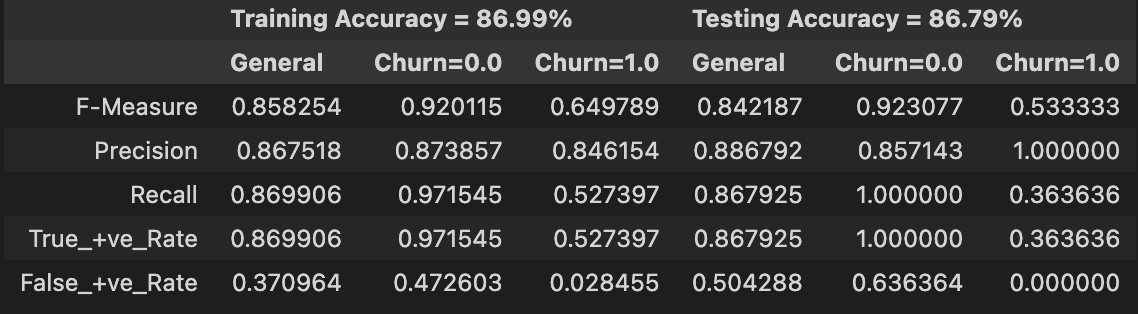 Training Accuracy = 86.99% Testing Accuracy = 86.79%
General Churn=0.0 Churn=1.0 General Churn=0.0 Churn=1.0
F-Measure 0.858254 0.920115 0.649789 0.842187 0.923077 0.533333
Precision 0.867518 0.873857 0.846154 0.886792 0.857143 1.000000
Recall 0.869906 0.971545 0.527397 0.867925 1.000000 0.363636
True_+ve_Rate 0.869906 0.971545 0.527397 0.867925 1.000000 0.363636
False_+ve_Rate 0.370964 0.472603 0.028455 0.504288 0.636364 0.000000